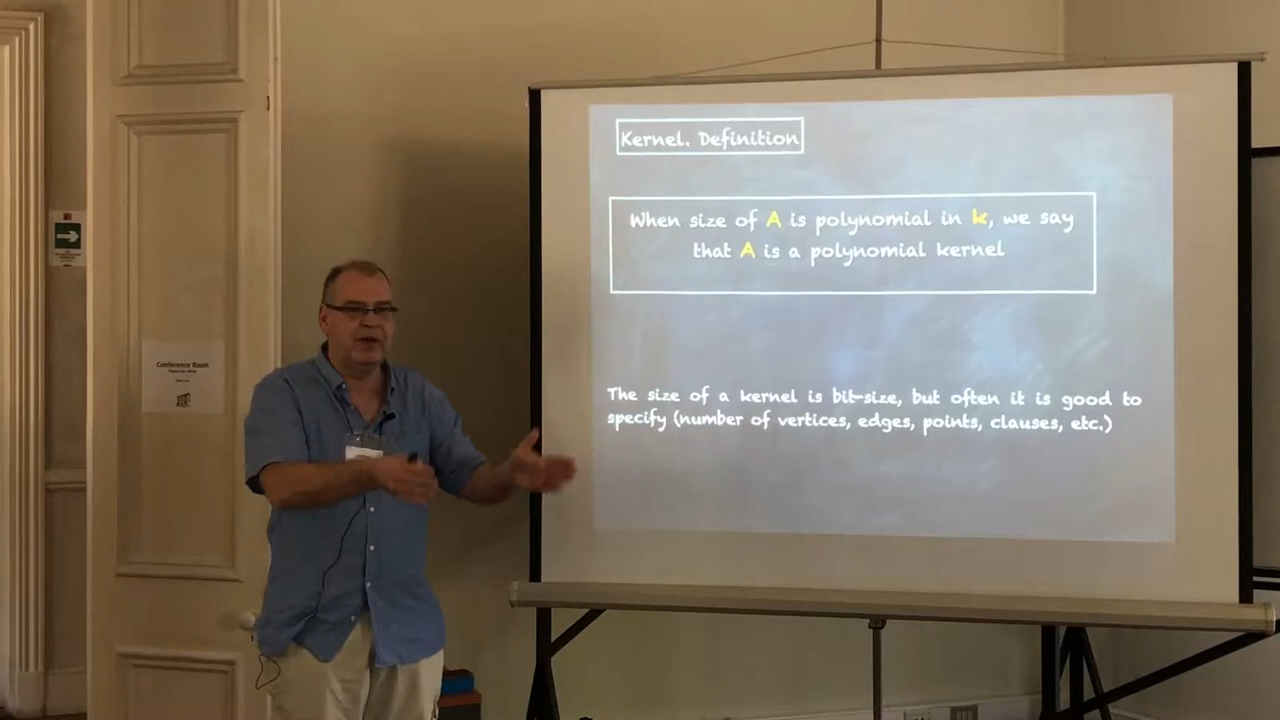 Kernel. Definition
When size of A is polynomial in k, we say
that A is a polynomial kernel
The size of a kernel is bit-size, but often it is good to
specify (number of vertices, edges, points, clauses, etc.)
Conference Room